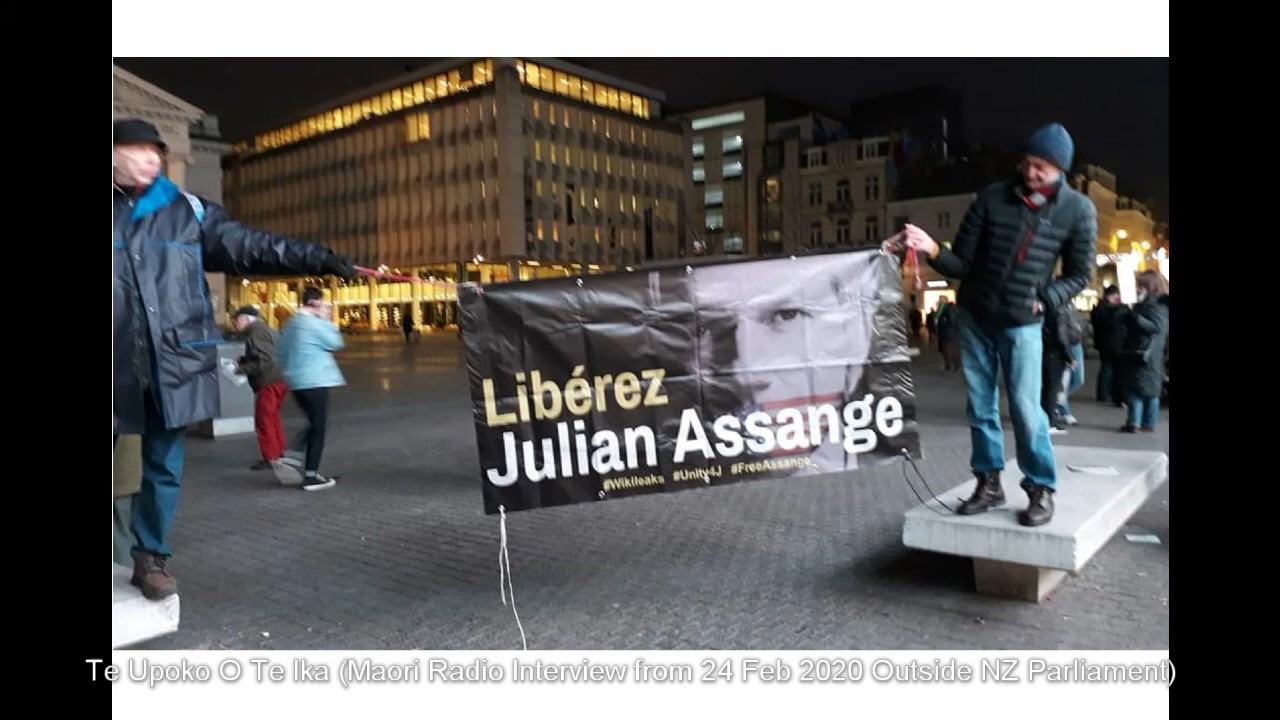 Libérez
Julian Assange
#Wikileaks #Unity4J #FreeAssange
Te Upoko O Te Ika (Maori Radio Interview from 24 Feb 2020 Outside NZ Parliament)